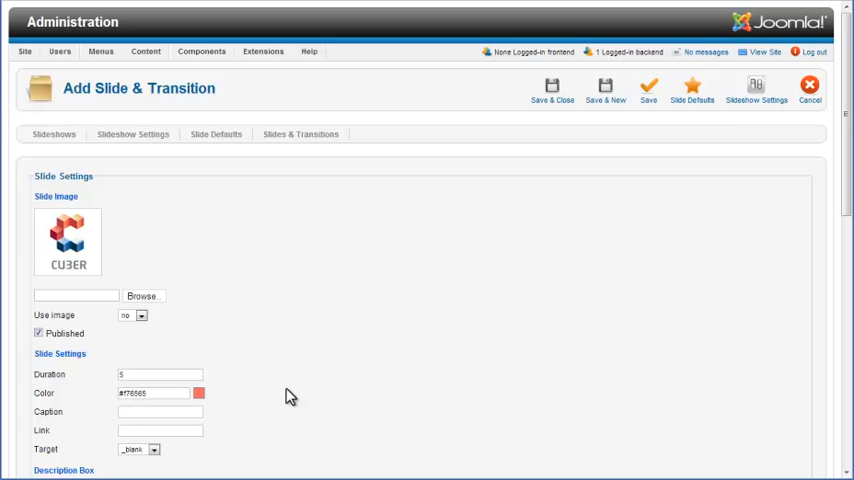 Administration
Joomla!
Site Users Menus Content Components Extensions Help
None Logged-in frontend 1 Logged-in backend No messages View Site Log out
Add Slide & Transition
Save & Close Save & New Save Slide Defaults Slideshow Settings Cancel
Slideshows Slideshow Settings Slide Defaults Slides & Transitions
Slide Settings
Slide Image
CU3ER
Browse..
Use image no
Published
Slide Settings
Duration 5
Color #f76565
Caption
Link
Target _blank
Description Box